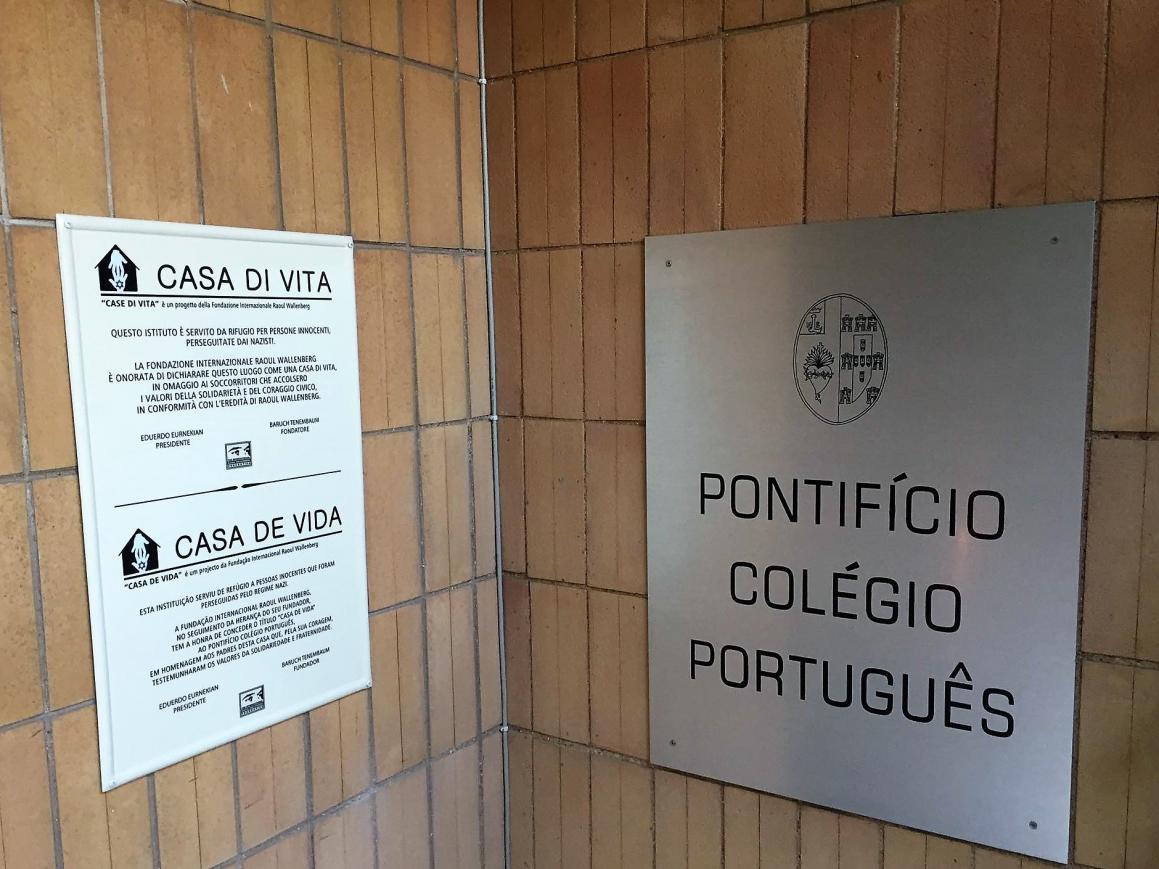 CASA DI VITA
"CASE DI VITA" è un progetto della Fondazione Internazionale Raoul Wallenberg
QUESTO ISTITUTO È SERVITO DA RIFUGIO PER PERSONE INNOCENTI,
PERSEGUITATE DAI NAZISTI.
LA FONDAZIONE INTERNAZIONALE RAOUL WALLENBERG
È ONORATA DI DICHIARARE QUESTO LUOGO COME UNA CASA DI VITA,
IN OMAGGIO AI SOCCORRITORI CHE ACCOLSERO
I VALORI DELLA SOLIDARIETÀ E DEL CORAGGIO CIVICO,
IN CONFORMITÀ CON L'EREDITÀ DI RAOUL WALLENBERG.
EDUERDO EURNEKIAN
PRESIDENTE
BARUCH TENEMBAUM
FONDATORE
CASA DE VIDA
"CASA DE VIDA" é um projecto da Fundação Internacional Raoul Wallenberg
ESTA INSTITUIÇÃO SERVIU DE REFÚGIO A PESSOAS INOCENTES QUE FORAM
PERSEGUIDAS PELO REGIME NAZI.
A FUNDAÇÃO INTERNACIONAL RAOUL WALLENBERG,
NO SEGUIMENTO DA HERANÇA DO SEU FUNDADOR,
TEM A HONRA DE CONCEDER O TÍTULO "CASA DE VIDA"
AO PONTIFÍCIO COLÉGIO PORTUGUÊS,
EM HOMENAGEM AOS PADRES DESTA CASA QUE, PELA SUA CORAGEM,
TESTEMUNHARAM OS VALORES DA SOLIDARIEDADE E FRATERNIDADE.
EDUERDO EURNEKIAN
PRESIDENTE
BARUCH TENEMBAUM
FUNDADOR
PONTIFÍCIO
COLÉGIO
PORTUGUÊS